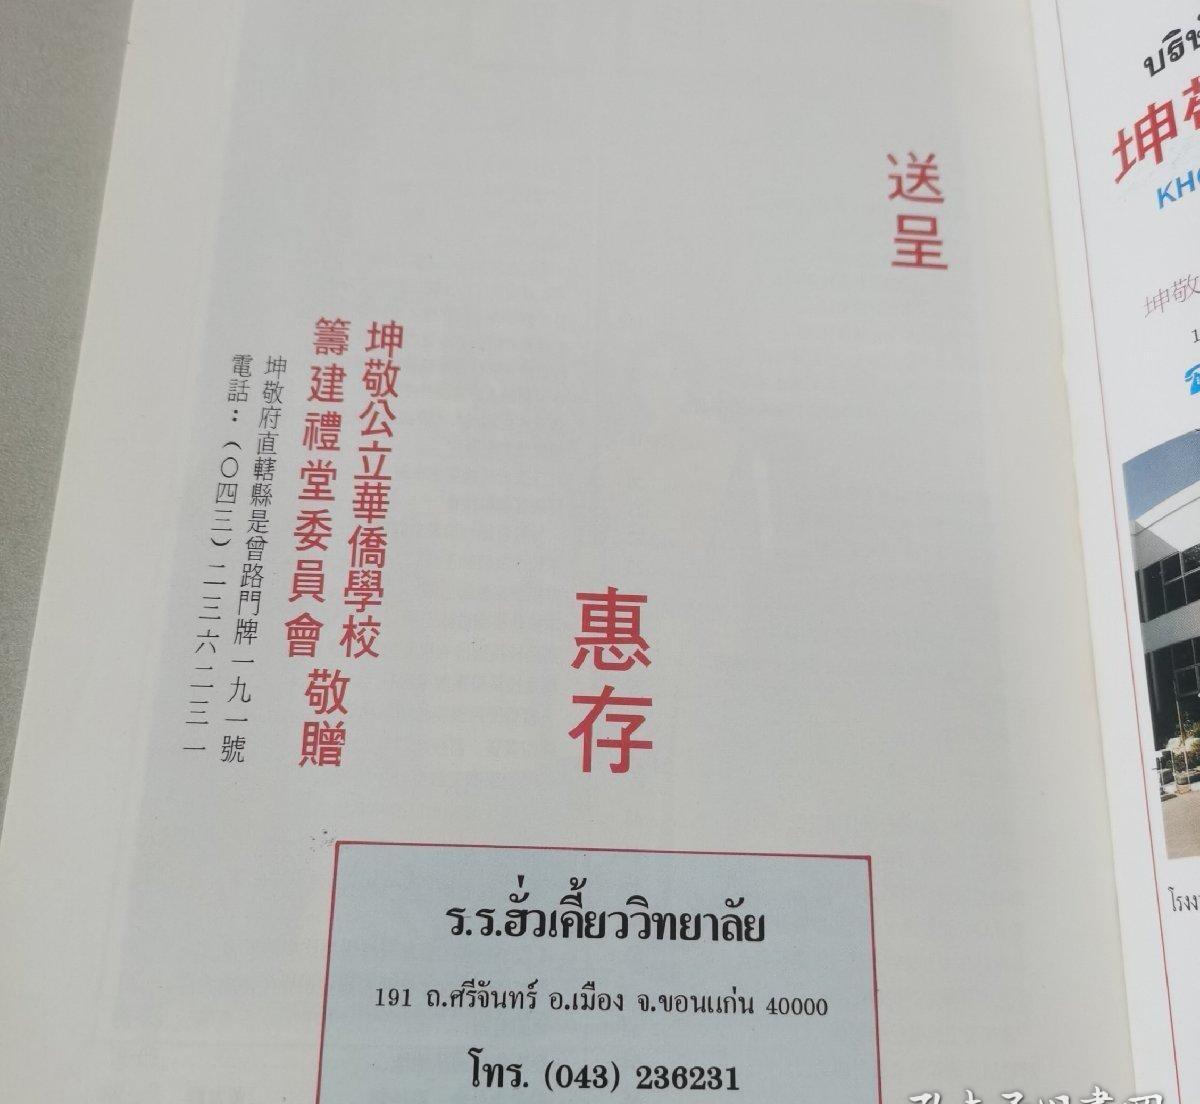 送呈
惠存
坤敬公立華僑學校
籌建禮堂委員會
敬贈
坤敬府直轄縣是曾路門牌一九一號
電話：（〇四三）二三六二三一
ร.ร.ฮั่วเคี้ยววิทยาลัย
191 ถ.ศรีจันทร์ อ.เมือง จ.ขอนแก่น 40000
โทร. (043) 236231
坤
坤敬